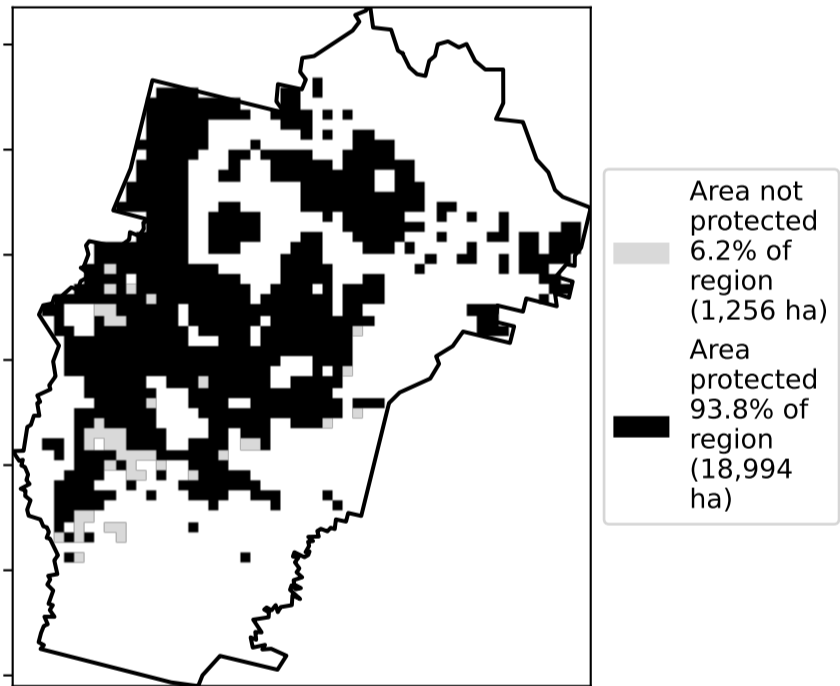 Area not
protected
6.2% of
region
(1,256 ha)
Area
protected
93.8% of
region
(18,994
ha)